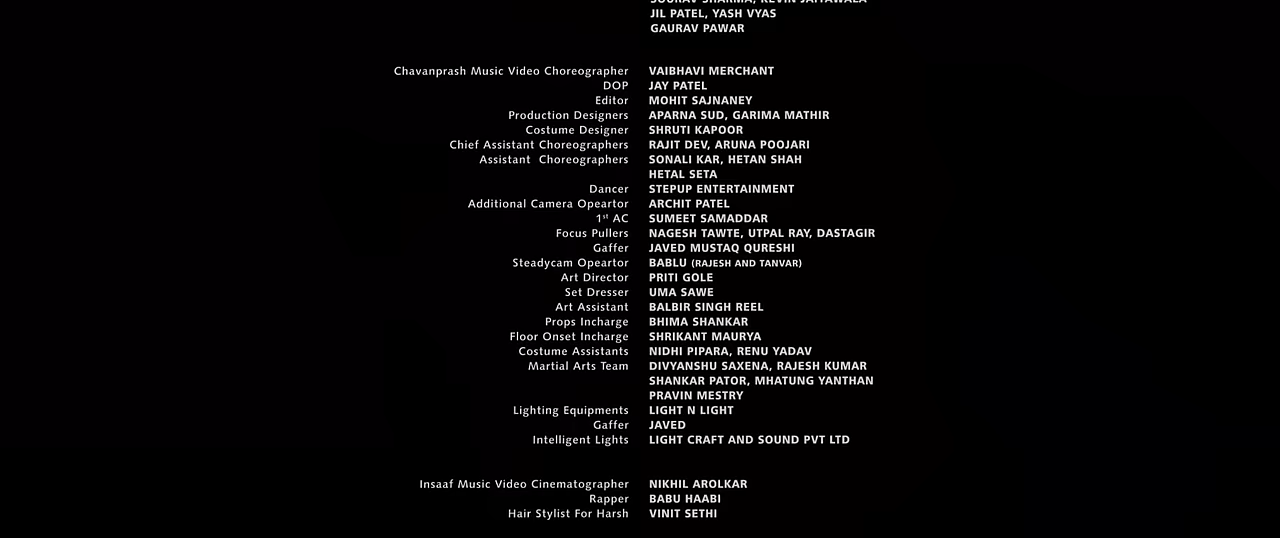 SOURAV SHARMA, KEVIN JAITAWALA
JIL PATEL, YASH VYAS
GAURAV PAWAR
Chavanprash Music Video Choreographer VAIBHAVI MERCHANT
DOP JAY PATEL
Editor MOHIT SAJNANEY
Production Designers APARNA SUD, GARIMA MATHIR
Costume Designer SHRUTI KAPOOR
Chief Assistant Choreographers RAJIT DEV, ARUNA POOJARI
Assistant Choreographers SONALI KAR, HETAN SHAH
HETAL SETA
Dancer STEPUP ENTERTAINMENT
Additional Camera Opeartor ARCHIT PATEL
1st AC SUMEET SAMADDAR
Focus Pullers NAGESH TAWTE, UTPAL RAY, DASTAGIR
Gaffer JAVED MUSTAQ QURESHI
Steadycam Opeartor BABLU (RAJESH AND TANVAR)
Art Director PRITI GOLE
Set Dresser UMA SAWE
Art Assistant BALBIR SINGH REEL
Props Incharge BHIMA SHANKAR
Floor Onset Incharge SHRIKANT MAURYA
Costume Assistants NIDHI PIPARA, RENU YADAV
Martial Arts Team DIVYANSHU SAXENA, RAJESH KUMAR
SHANKAR PATOR, MHATUNG YANTHAN
PRAVIN MESTRY
Lighting Equipments LIGHT N LIGHT
Gaffer JAVED
Intelligent Lights LIGHT CRAFT AND SOUND PVT LTD
Insaaf Music Video Cinematographer NIKHIL AROLKAR
Rapper BABU HAABI
Hair Stylist For Harsh VINIT SETHI